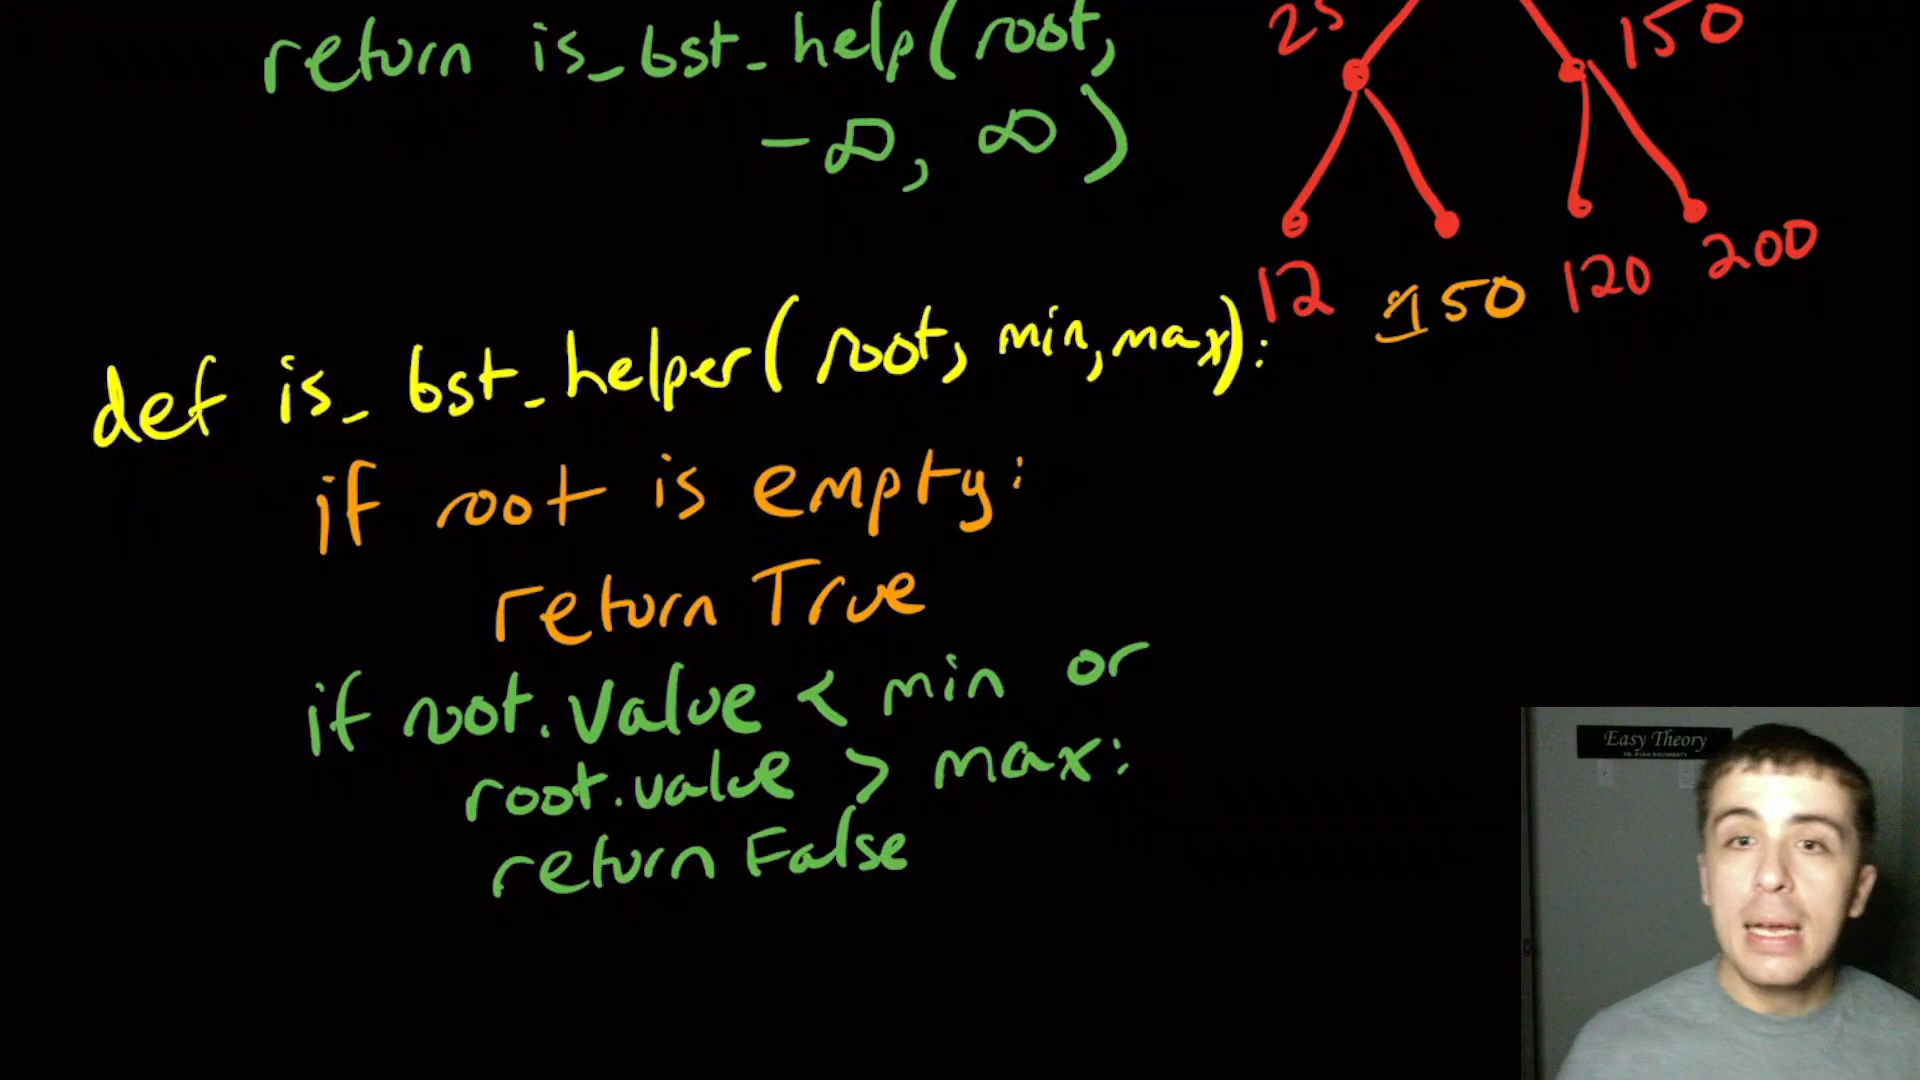 return is_bst_help(root,
-∞, ∞)
25
150
12
150
120
200
def is_bst_helper(root, min, max):
if root is empty:
return True
if root.value < min or
root.value > max:
return False
Easy Theory